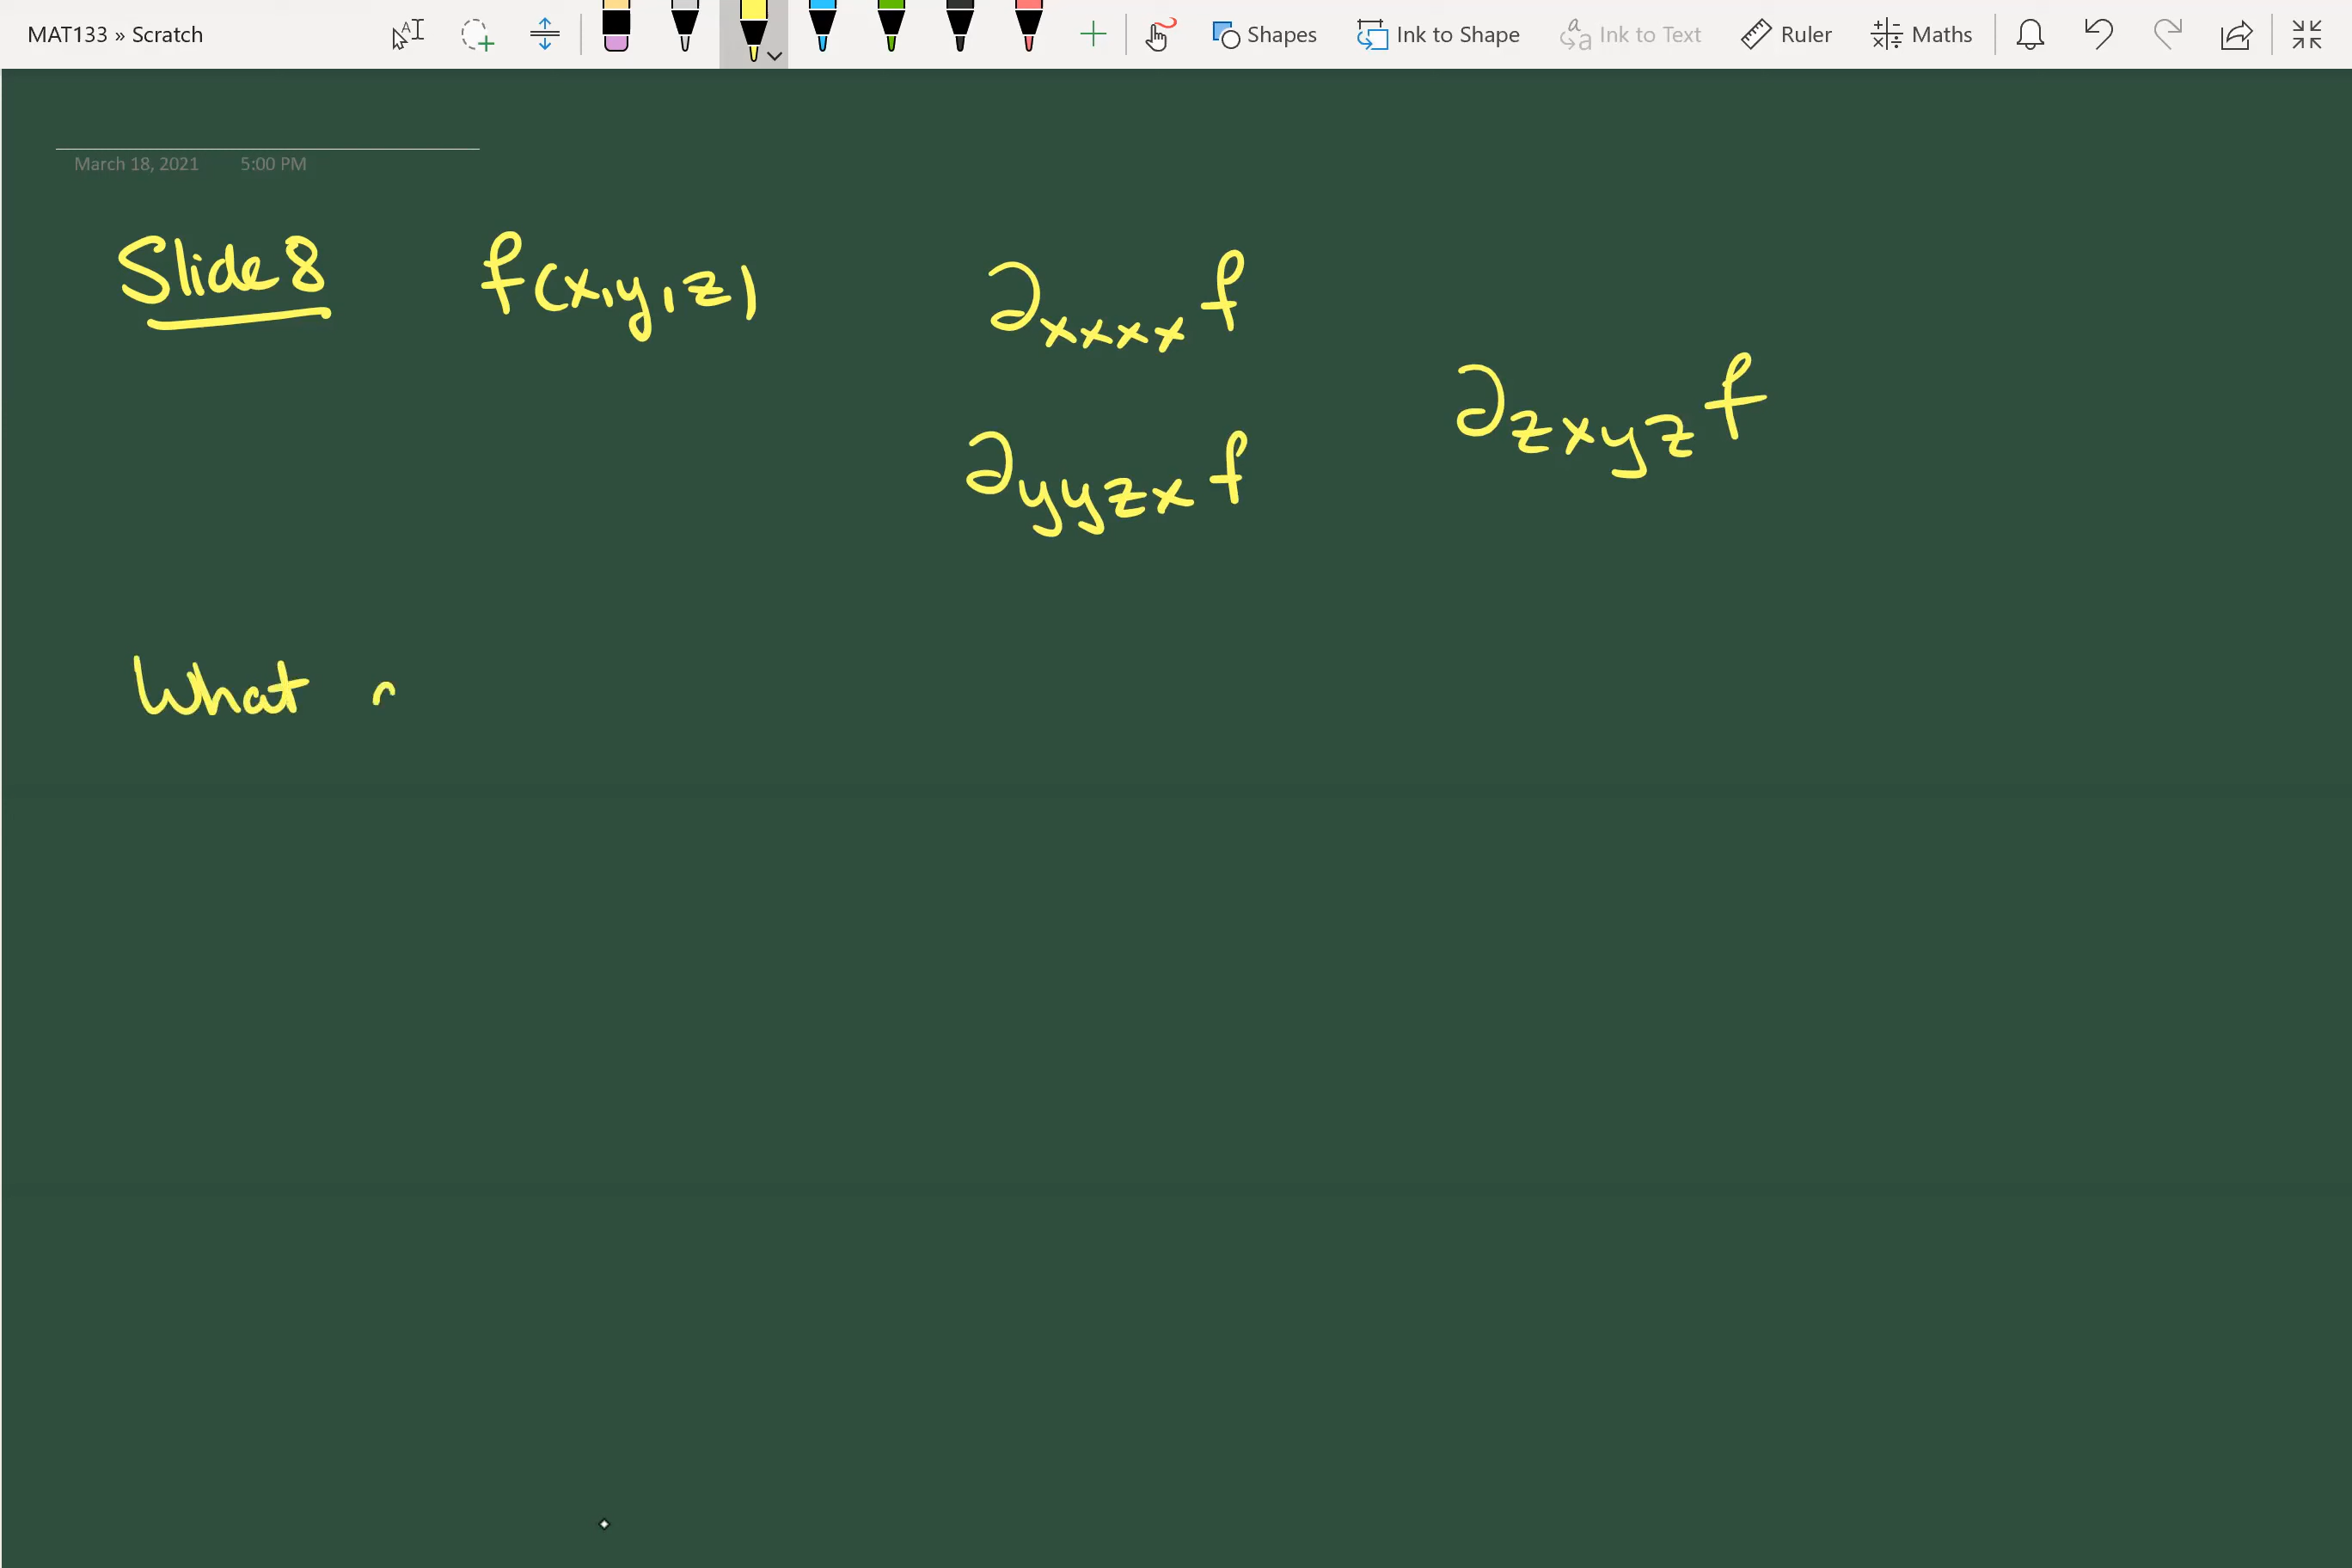 MAT133 » Scratch
Shapes
Ink to Shape
Ink to Text
Ruler
Maths
March 18, 2021 5:00 PM
Slide 8 f(x,y,z) ∂xxxx f
∂zxyz f
∂yyzx f
What